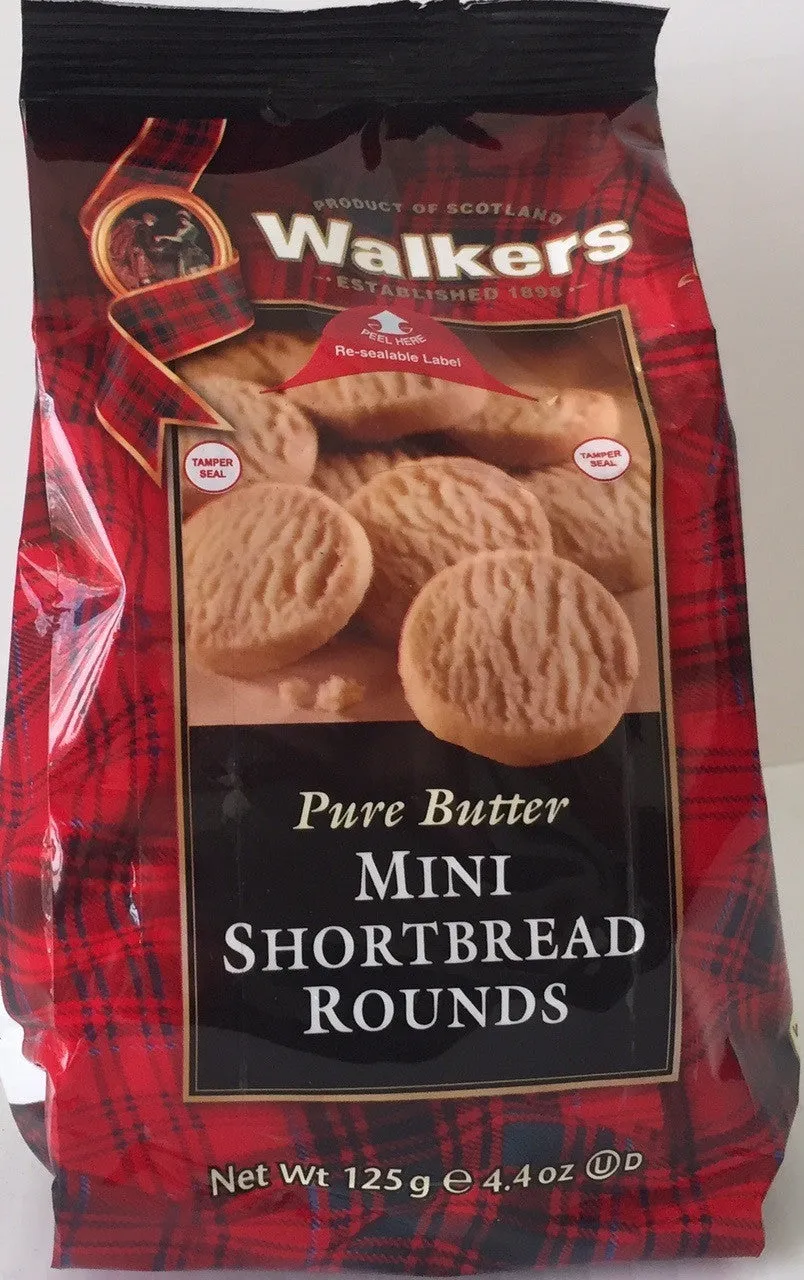 PRODUCT OF SCOTLAND
Walkers
ESTABLISHED 1898
PEEL HERE
Re-sealable Label
TAMPER
SEAL
TAMPER
SEAL
Pure Butter
MINI
SHORTBREAD
ROUNDS
Net Wt 125g ℮ 4.4oz Ⓤ D